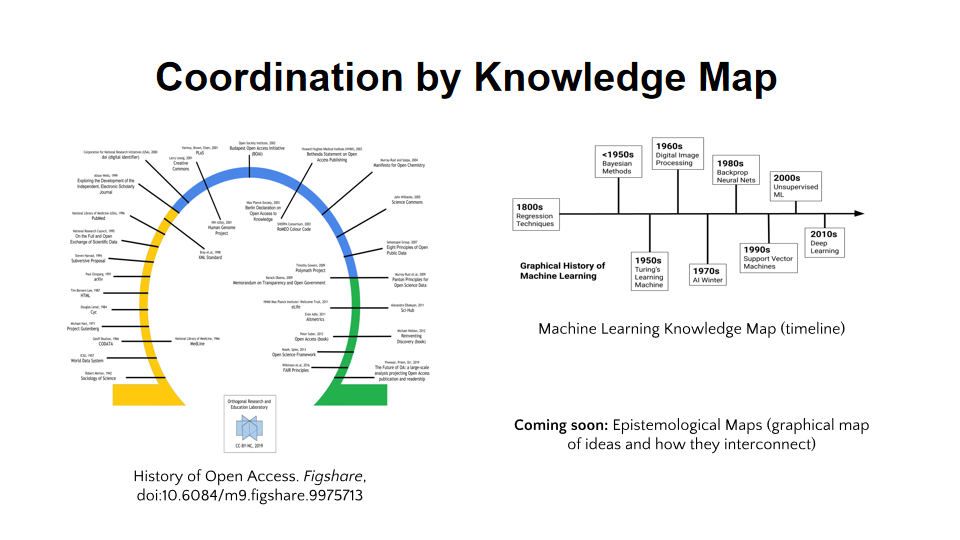 Coordination by Knowledge Map
Open Society Institute, 2002
Budapest Open Access Initiative
(BOAI)
Varmus, Brown, Eisen, 2001
PLoS
Howard Hughes Medical Institute (HHMI), 2003
Bethesda Statement on Open
Access Publishing
Corporation for National Research Initiatives (USA), 2000
doi (digital identifier)
Larry Lessig, 2001
Creative
Commons
Murray-Rust and Rzepa, 2004
Manifesto for Open Chemistry
Exploring the Development of the
Independent, Electronic Scholarly
Journal
John Wilbanks, 2005
Science Commons
Max Planck Society, 2003
Berlin Declaration on
Open Access to
Knowledge
National Library of Medicine (USA), 1996
PubMed
NIH (USA), 2001
Human Genome
Project
SHERPA Consortium, 2003
RoMEO Colour Code
National Research Council, 1995
On the Full and Open
Exchange of Scientific Data
Bray et al., 1998
XML Standard
Sebastopol Group, 2007
Eight Principles of Open
Public Data
Steven Harnad, 1994
Subversive Proposal
Timothy Gowers, 2009
Polymath Project
Paul Ginsparg, 1991
arXiv
Barack Obama, 2009
Memorandum on Transparency and Open Government
Murray-Rust et al., 2009
Panton Principles for
Open Science Data
Tim Berners-Lee, 1987
HTML
HHMI-Max Planck Institute- Wellcome Trust, 2011
eLife
Alexandra Elbakyan, 2011
Sci-Hub
Douglas Lenat, 1984
Cyc
Altmetrics
Michael Hart, 1971
Project Gutenberg
Peter Suber, 2012
Open Access (book)
Michael Nielsen, 2012
Reinventing
Discovery (book)
Geoff Boulton, 1966
CODATA
National Library of Medicine, 1966
MedLine
Nosek, Spies, 2013
Open Science Framework
ICSU, 1957
World Data System
Wilkinson et al, 2016
FAIR Principles
Piwowar, Priem, Orr, 2019
The Future of OA: a large-scale
analysis projecting Open Access
publication and readership
Robert Merton, 1942
Sociology of Science
Orthogonal Research and
Education Laboratory
CC-BY-NC, 2019
History of Open Access. Figshare,
doi:10.6084/m9.figshare.9975713
<1950s
Bayesian
Methods
1960s
Digital Image
Processing
1980s
Backprop
Neural Nets
2000s
Unsupervised
ML
1800s
Regression
Techniques
Graphical History of
Machine Learning
1950s
Turing's
Learning
Machine
1970s
AI Winter
1990s
Support Vector
Machines
2010s
Deep
Learning
Machine Learning Knowledge Map (timeline)
Coming soon: Epistemological Maps (graphical map
of ideas and how they interconnect)